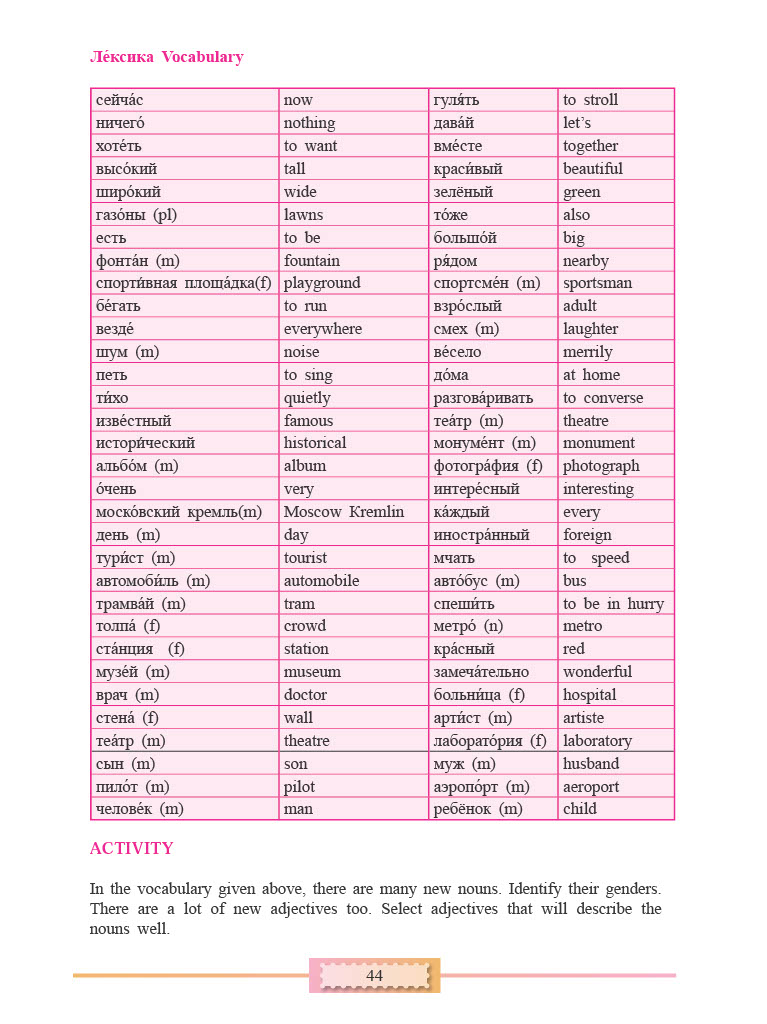 Ле́ксика Vocabulary
сейча́с now гуля́ть to stroll
ничего́ nothing дава́й let’s
хоте́ть to want вме́сте together
высо́кий tall краси́вый beautiful
широ́кий wide зелёный green
газо́ны (pl) lawns то́же also
есть to be большо́й big
фонта́н (m) fountain ря́дом nearby
спорти́вная площа́дка(f) playground спортсме́н (m) sportsman
бе́гать to run взро́слый adult
везде́ everywhere смех (m) laughter
шум (m) noise ве́село merrily
петь to sing до́ма at home
ти́хо quietly разгова́ривать to converse
изве́стный famous теа́тр (m) theatre
истори́ческий historical монуме́нт (m) monument
альбо́м (m) album фотогра́фия (f) photograph
о́чень very интере́сный interesting
моско́вский кремль(m) Moscow Kremlin ка́ждый every
день (m) day иностра́нный foreign
тури́ст (m) tourist мчать to speed
автомоби́ль (m) automobile авто́бус (m) bus
трамва́й (m) tram спеши́ть to be in hurry
толпа́ (f) crowd метро́ (n) metro
ста́нция (f) station кра́сный red
музе́й (m) museum замеча́тельно wonderful
врач (m) doctor больни́ца (f) hospital
стена́ (f) wall арти́ст (m) artiste
теа́тр (m) theatre лаборато́рия (f) laboratory
сын (m) son муж (m) husband
пило́т (m) pilot аэропо́рт (m) aeroport
челове́к (m) man ребёнок (m) child
ACTIVITY
In the vocabulary given above, there are many new nouns. Identify their genders.
There are a lot of new adjectives too. Select adjectives that will describe the
nouns well.
44